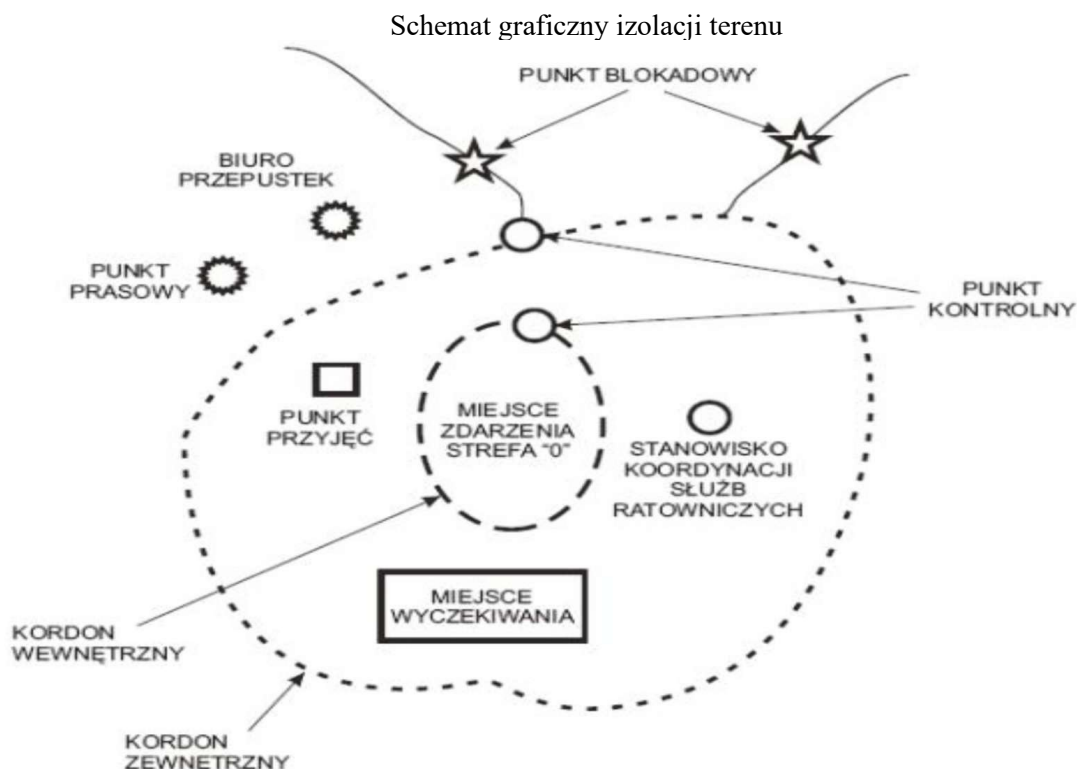 Schemat graficzny izolacji terenu
PUNKT BLOKADOWY
BIURO
PRZEPUSTEK
PUNKT
PRASOWY
PUNKT
KONTROLNY
PUNKT
PRZYJĘĆ
MIEJSCE
ZDARZENIA
STREFA "0"
STANOWISKO
KOORDYNACJI
SŁUŻB
RATOWNICZYCH
MIEJSCE
WYCZEKIWANIA
KORDON
WEWNĘTRZNY
KORDON
ZEWNĘTRZNY